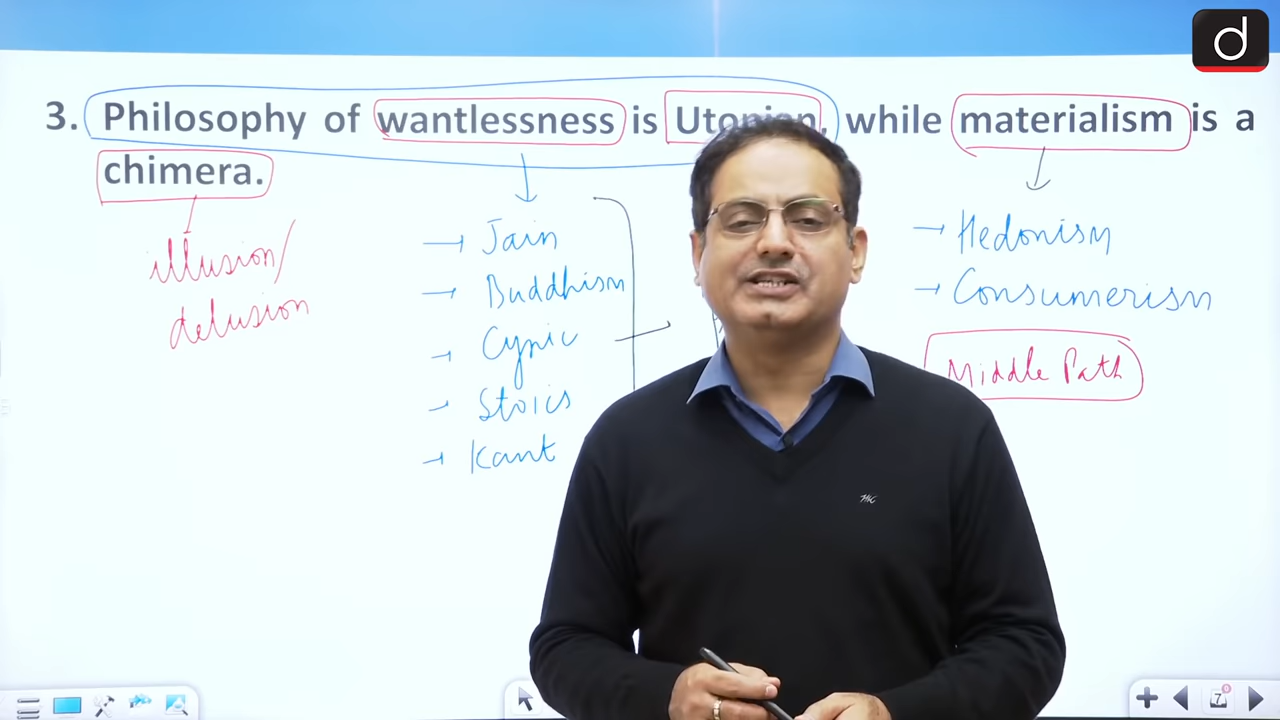 d
3. Philosophy of wantlessness is Utopian, while materialism is a
chimera.
illusion/
delusion
→ Jain
→ Buddhism
→ Cynic
→ Stoics
→ Kant
→ Hedonism
→ Consumerism
Middle Path